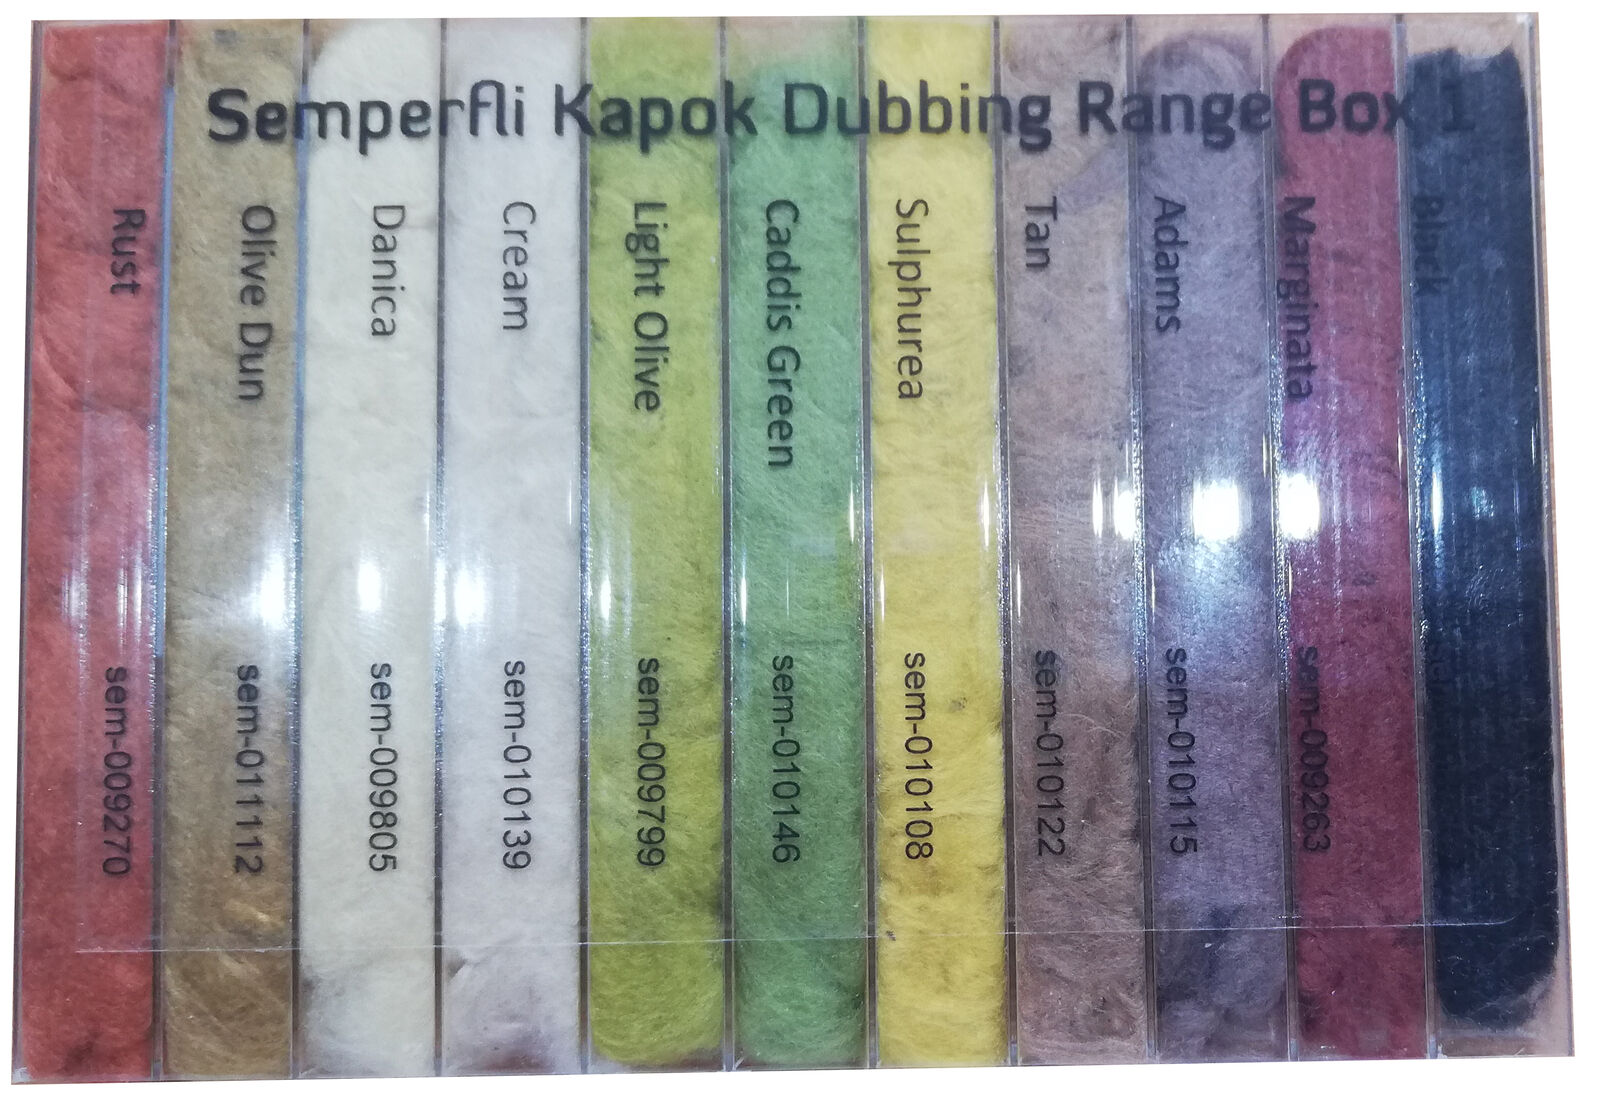 Semperfli Kapok Dubbing Range Box 1
Rust
sem-009270
Olive Dun
sem-011112
Danica
sem-009805
Cream
sem-010139
Light Olive
sem-009799
Caddis Green
sem-010146
Sulphurea
sem-010108
Tan
sem-010122
Adams
sem-010115
Marginata
sem-009263
Black